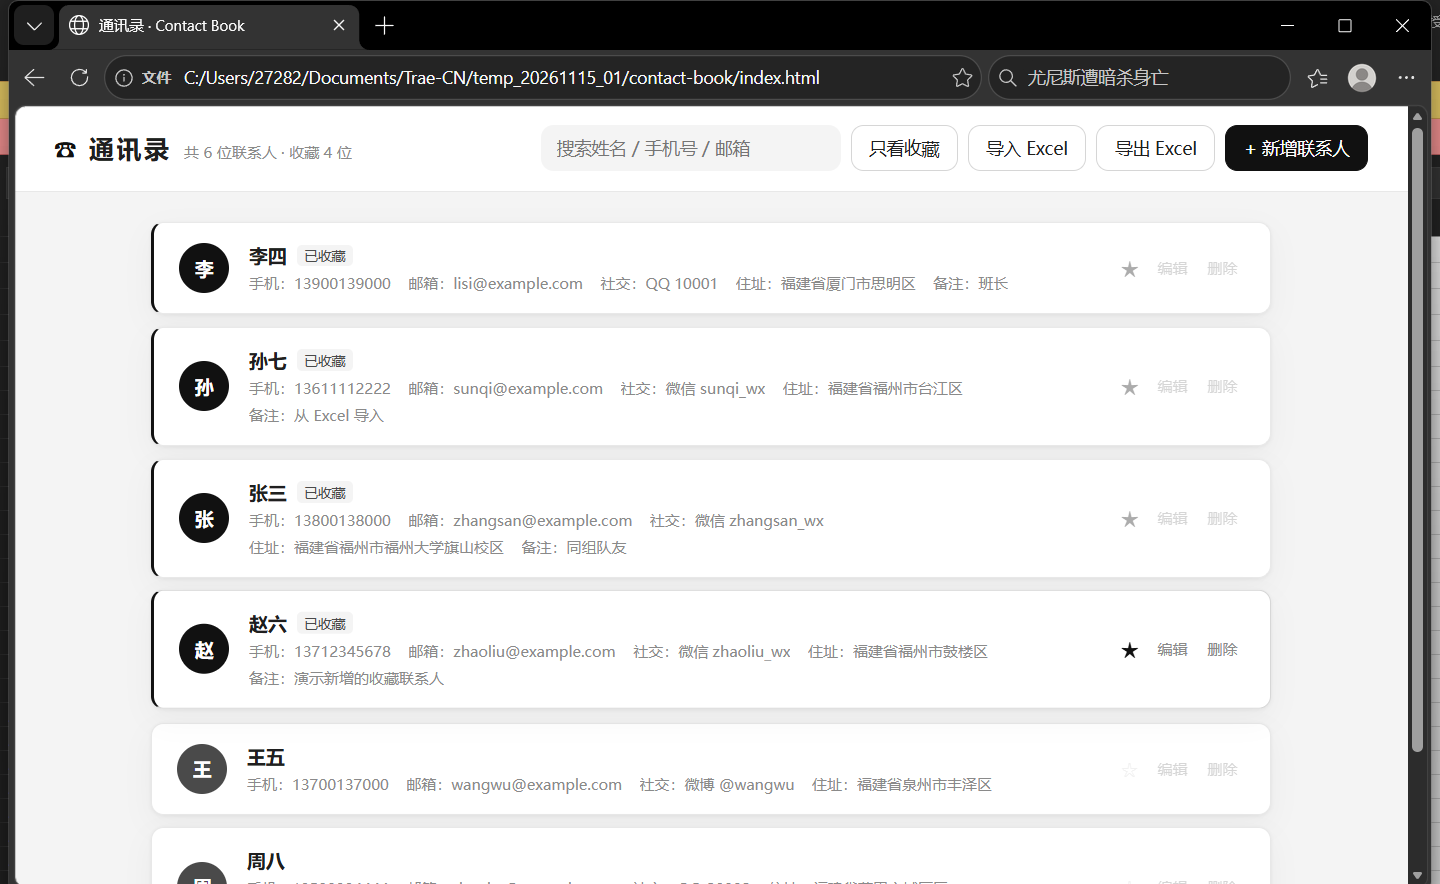 通讯录 · Contact Book
文件 C:/Users/27282/Documents/Trae-CN/temp_20261115_01/contact-book/index.html
尤尼斯遭暗杀身亡
☎ 通讯录 共 6 位联系人 · 收藏 4 位
搜索姓名 / 手机号 / 邮箱
只看收藏
导入 Excel
导出 Excel
+ 新增联系人
李
李四 已收藏
手机：13900139000 邮箱：lisi@example.com 社交：QQ 10001 住址：福建省厦门市思明区 备注：班长
★ 编辑 删除
孙
孙七 已收藏
手机：13611112222 邮箱：sunqi@example.com 社交：微信 sunqi_wx 住址：福建省福州市台江区
备注：从 Excel 导入
★ 编辑 删除
张
张三 已收藏
手机：13800138000 邮箱：zhangsan@example.com 社交：微信 zhangsan_wx
住址：福建省福州市福州大学旗山校区 备注：同组队友
★ 编辑 删除
赵
赵六 已收藏
手机：13712345678 邮箱：zhaoliu@example.com 社交：微信 zhaoliu_wx 住址：福建省福州市鼓楼区
备注：演示新增的收藏联系人
★ 编辑 删除
王
王五
手机：13700137000 邮箱：wangwu@example.com 社交：微博 @wangwu 住址：福建省泉州市丰泽区
☆ 编辑 删除
周八